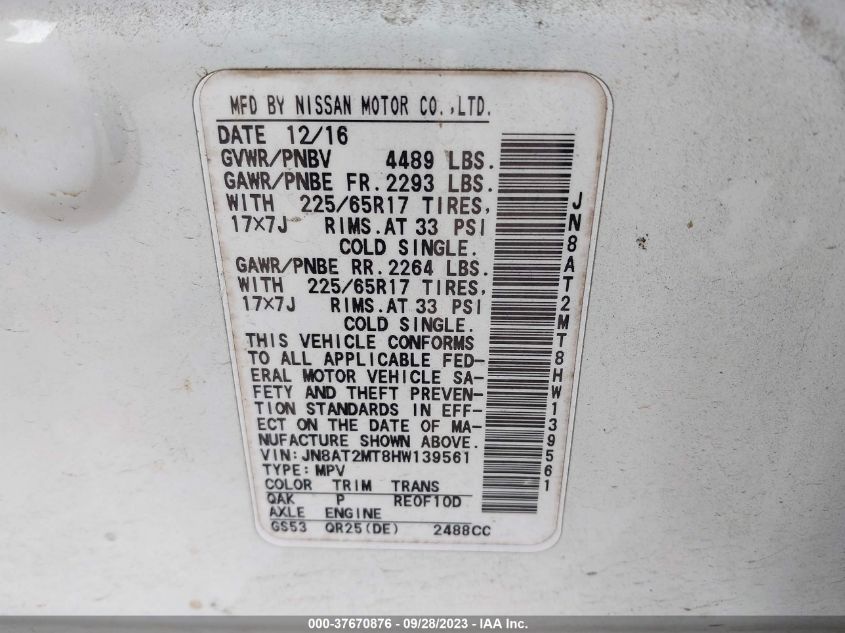 MFD BY NISSAN MOTOR CO.,LTD.
DATE 12/16
GVWR/PNBV 4489 LBS.
GAWR/PNBE FR. 2293 LBS.
WITH 225/65R17 TIRES,
17X7J RIMS.AT 33 PSI
COLD SINGLE.
GAWR/PNBE RR. 2264 LBS.
WITH 225/65R17 TIRES,
17X7J RIMS.AT 33 PSI
COLD SINGLE.
THIS VEHICLE CONFORMS
TO ALL APPLICABLE FED-
ERAL MOTOR VEHICLE SA-
FETY AND THEFT PREVEN-
TION STANDARDS IN EFF-
ECT ON THE DATE OF MA-
NUFACTURE SHOWN ABOVE.
VIN: JN8AT2MT8HW139561
TYPE: MPV
COLOR TRIM TRANS
QAK P RE0F10D
AXLE ENGINE
GS53 QR25(DE) 2488CC
JN8AT2MT8HW139561
000-37670876 - 09/28/2023 - IAA Inc.